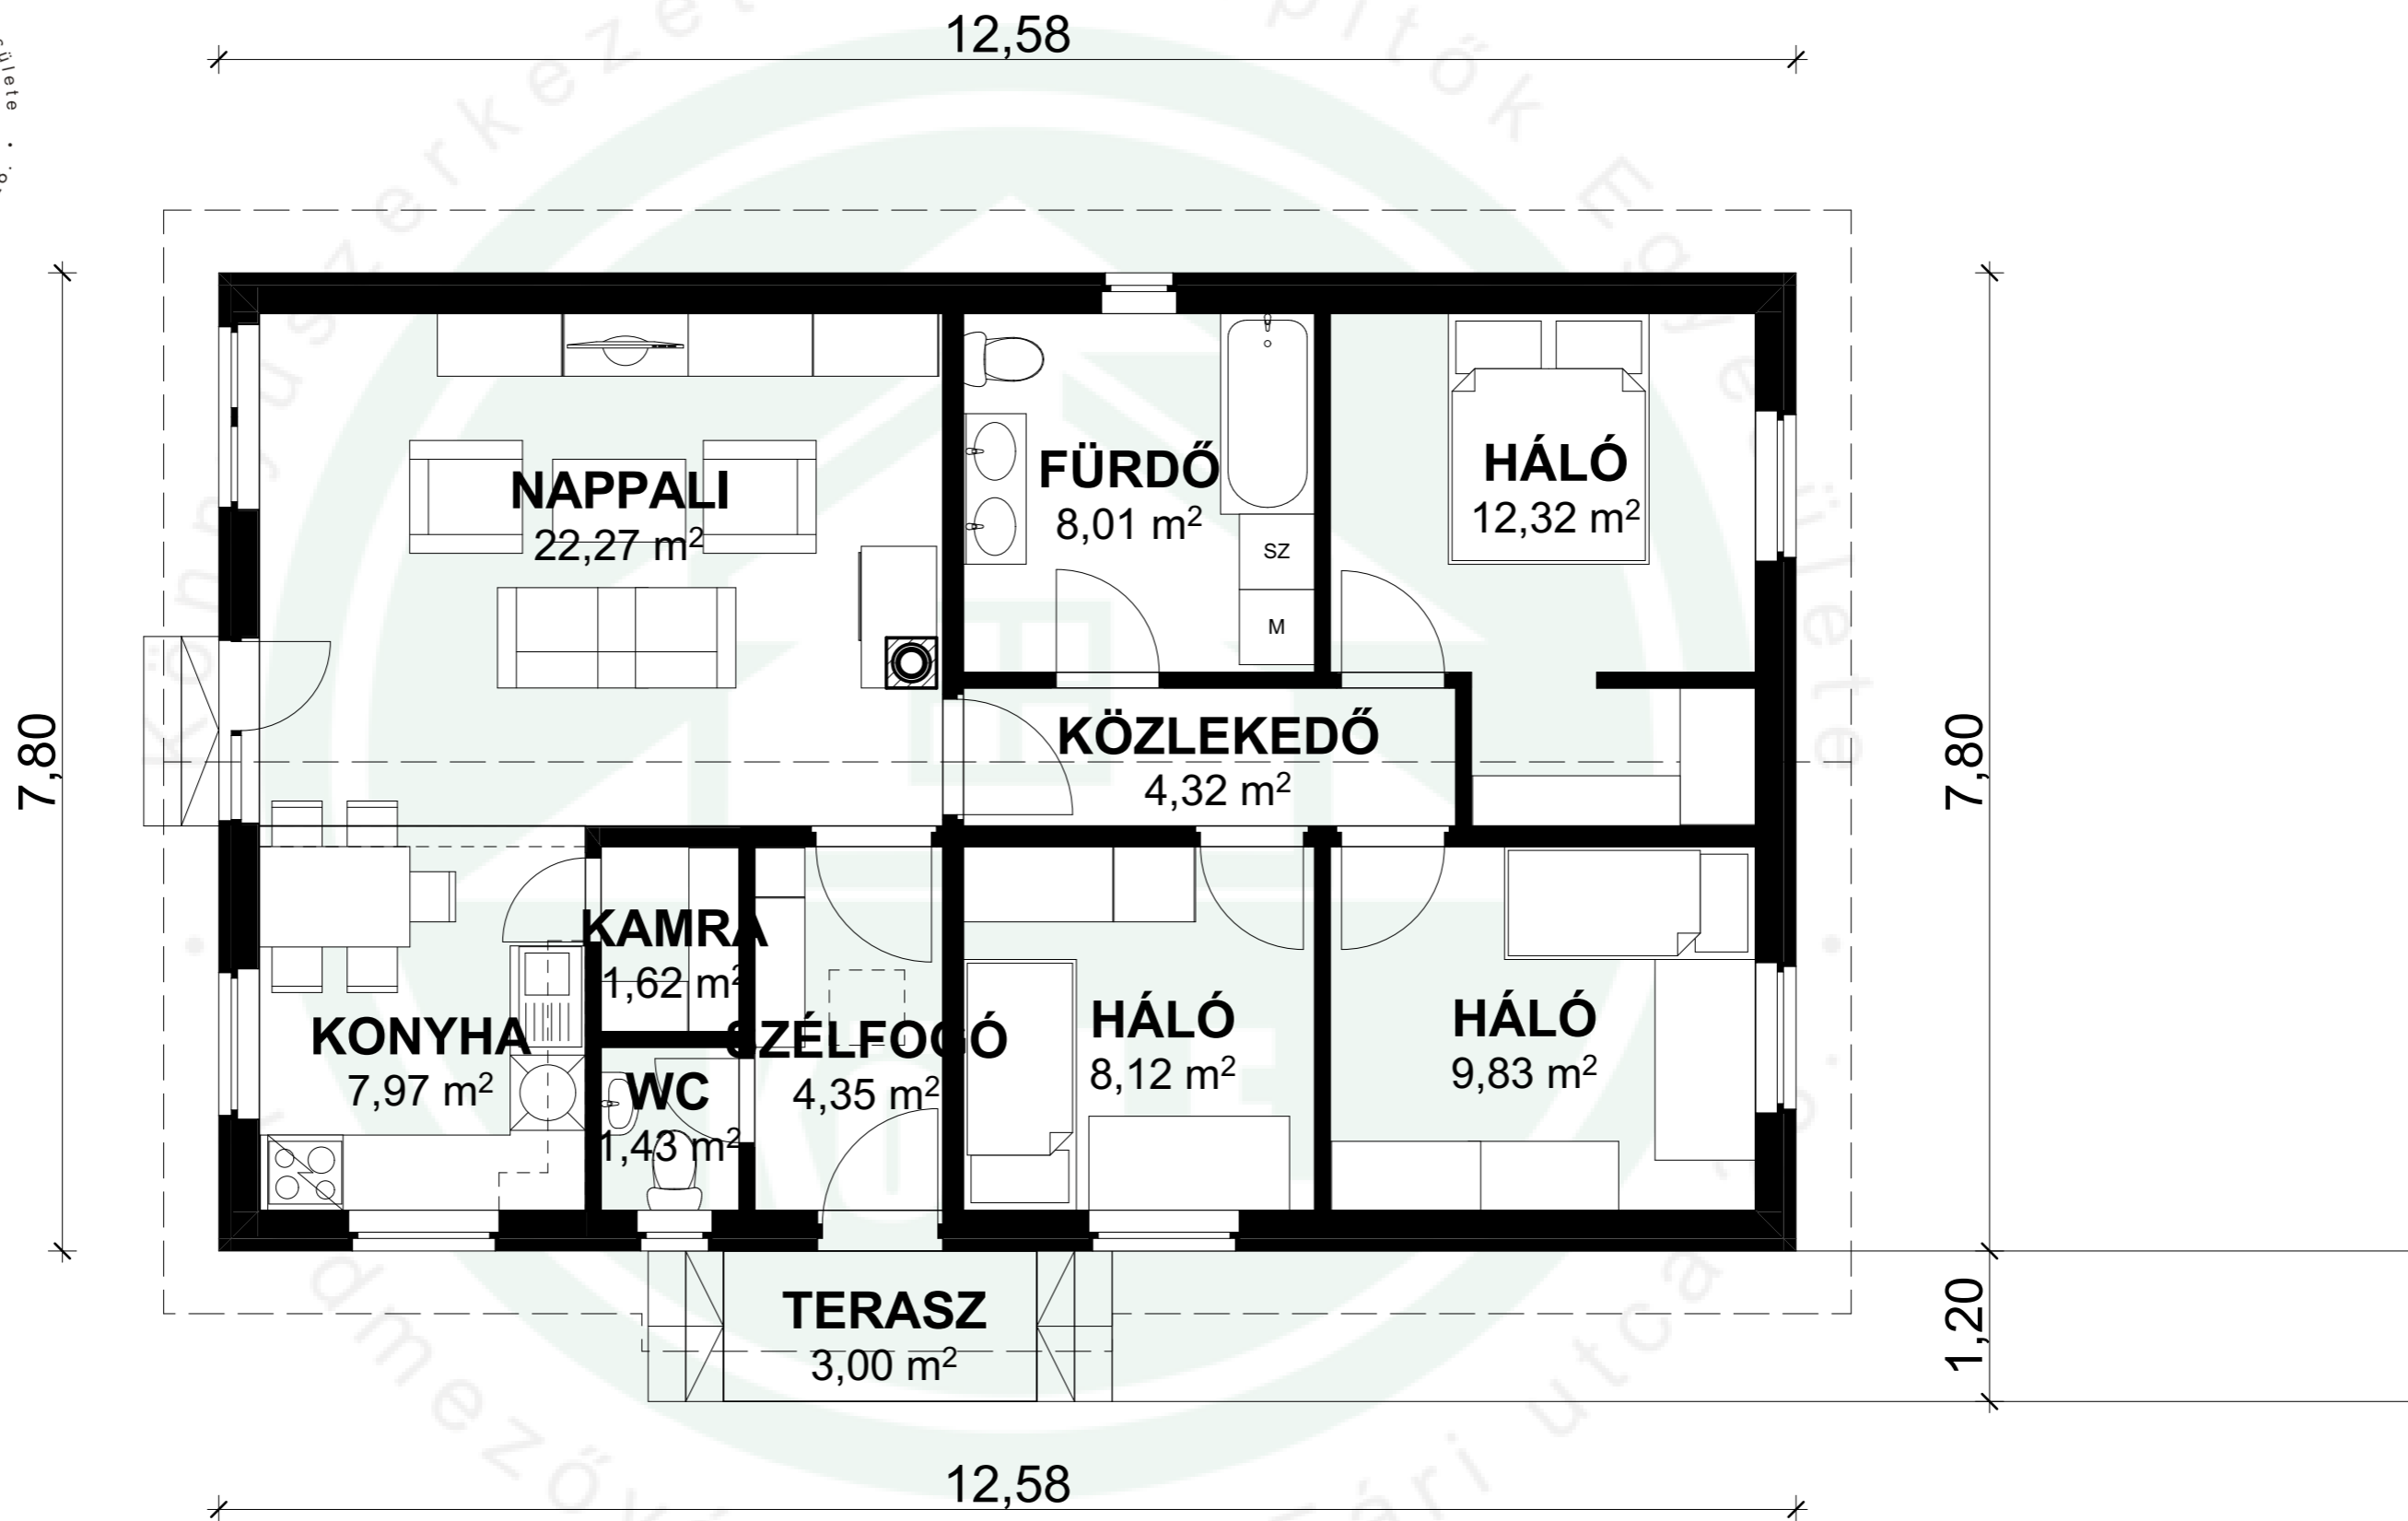 12,58
7,80
NAPPALI
22,27 m²
FÜRDŐ
8,01 m²
SZ
M
HÁLÓ
12,32 m²
KÖZLEKEDŐ
4,32 m²
7,80
KAMRA
1,62 m²
KONYHA
7,97 m²
WC
1,43 m²
SZÉLFOGÓ
4,35 m²
HÁLÓ
8,12 m²
HÁLÓ
9,83 m²
TERASZ
3,00 m²
1,20
12,58